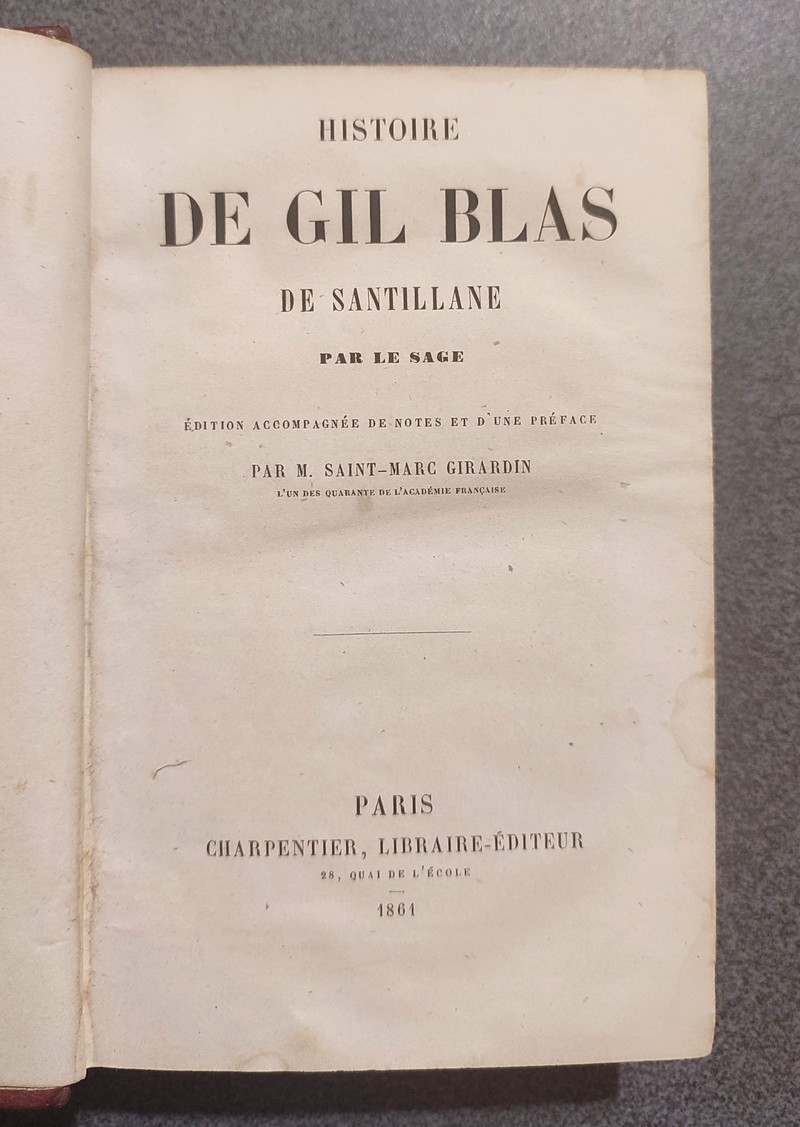 HISTOIRE
DE GIL BLAS
DE SANTILLANE
PAR LE SAGE
ÉDITION ACCOMPAGNÉE DE NOTES ET D'UNE PRÉFACE
PAR M. SAINT-MARC GIRARDIN
L'UN DES QUARANTE DE L'ACADÉMIE FRANÇAISE
PARIS
CHARPENTIER, LIBRAIRE-ÉDITEUR
28, QUAI DE L'ÉCOLE
1861